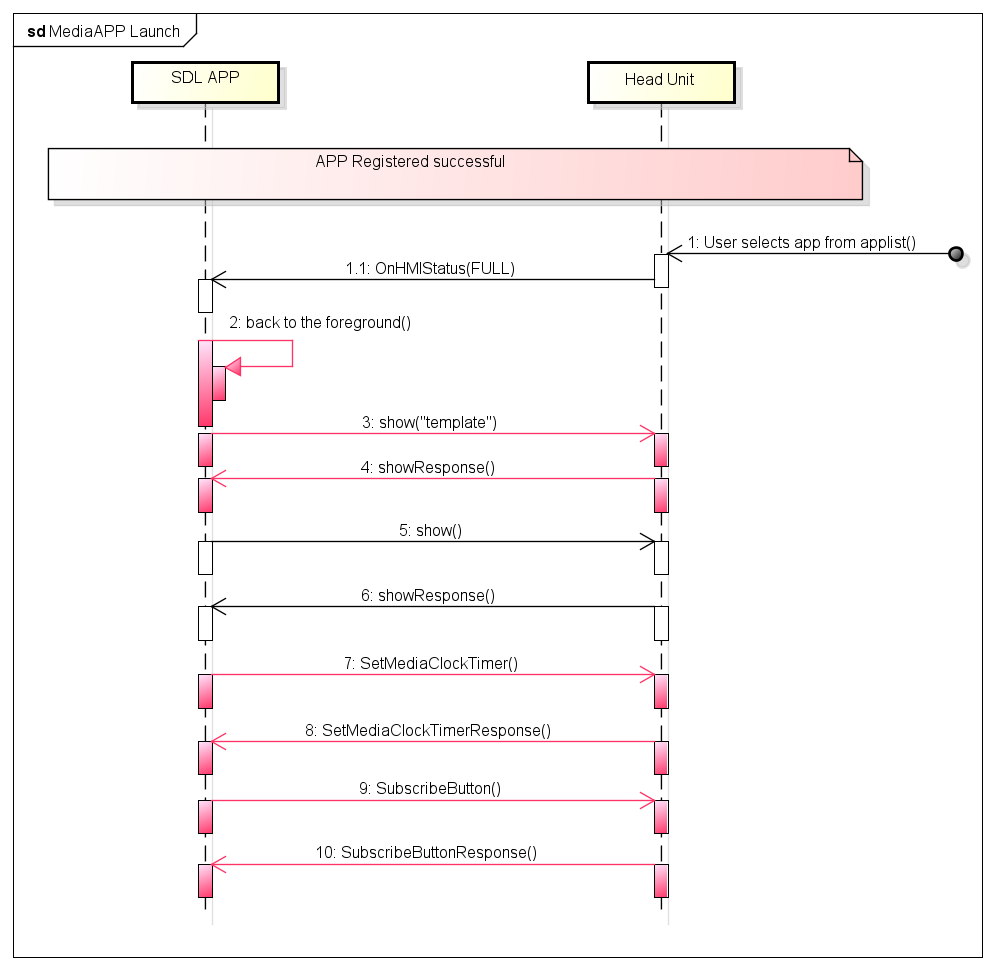 sd MediaAPP Launch
SDL APP
Head Unit
APP Registered successful
1: User selects app from applist()
1.1: OnHMIStatus(FULL)
2: back to the foreground()
3: show("template")
4: showResponse()
5: show()
6: showResponse()
7: SetMediaClockTimer()
8: SetMediaClockTimerResponse()
9: SubscribeButton()
10: SubscribeButtonResponse()